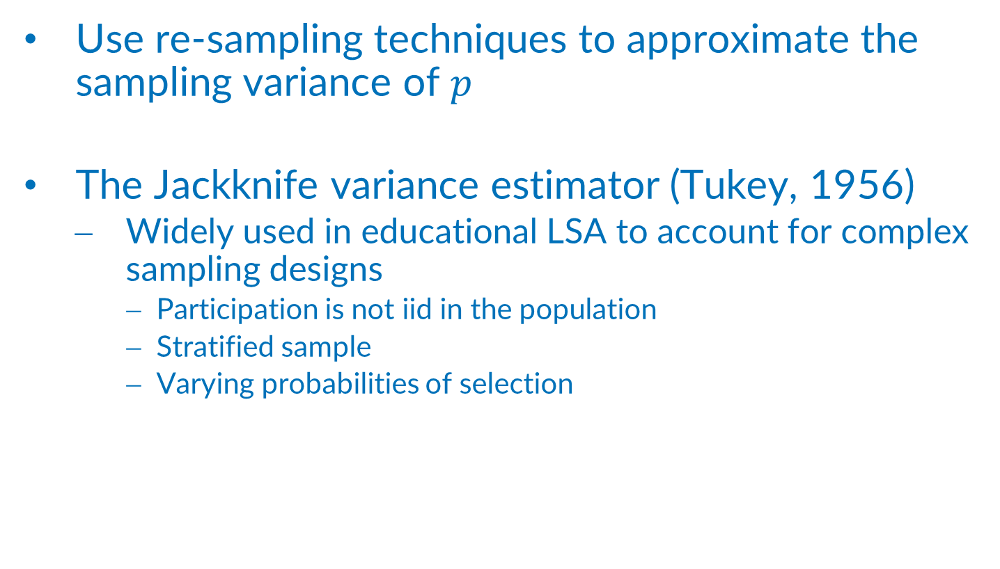 • Use re-sampling techniques to approximate the
sampling variance of 𝑝
• The Jackknife variance estimator (Tukey, 1956)
– Widely used in educational LSA to account for complex
sampling designs
– Participation is not iid in the population
– Stratified sample
– Varying probabilities of selection